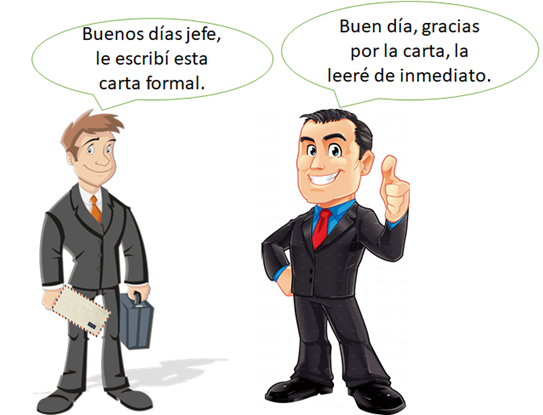 Buenos días jefe,
le escribí esta
carta formal.
Buen día, gracias
por la carta, la
leeré de inmediato.